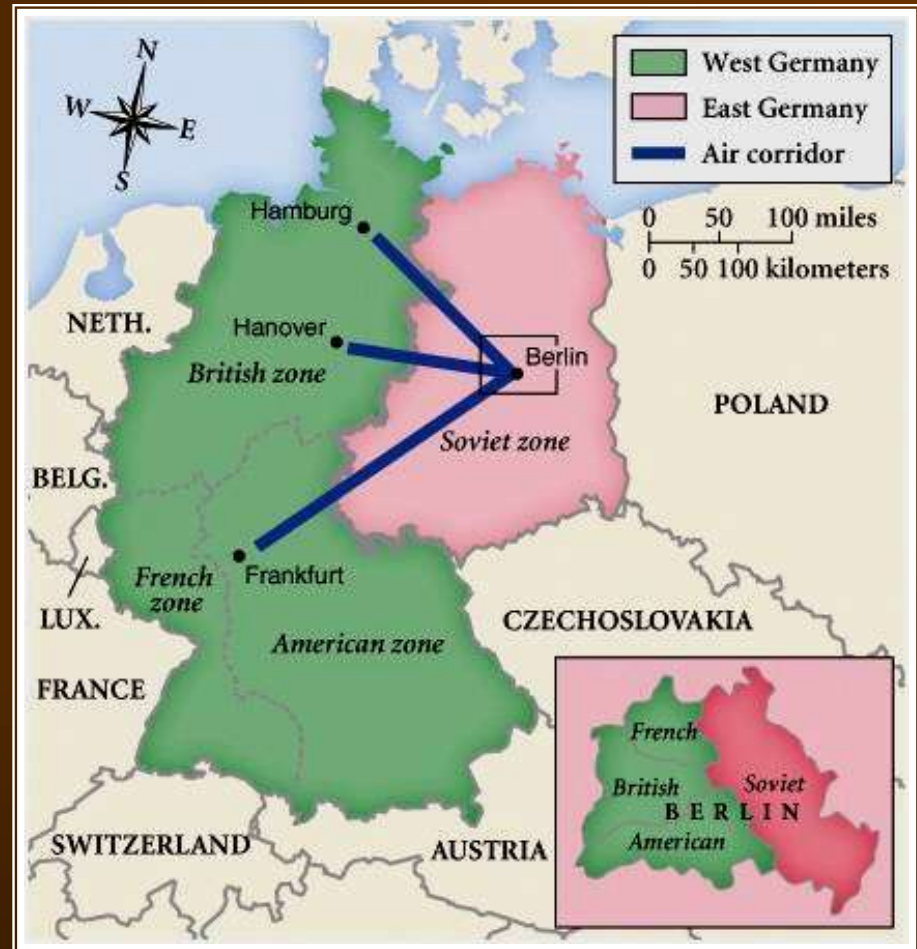 N
W
E
S
West Germany
East Germany
Air corridor
0 50 100 miles
0 50 100 kilometers
Hamburg
Hanover
British zone
NETH.
Berlin
Soviet zone
POLAND
BELG.
LUX.
French
zone
Frankfurt
American zone
CZECHOSLOVAKIA
FRANCE
SWITZERLAND
AUSTRIA
French
British
Soviet
BERLIN
American